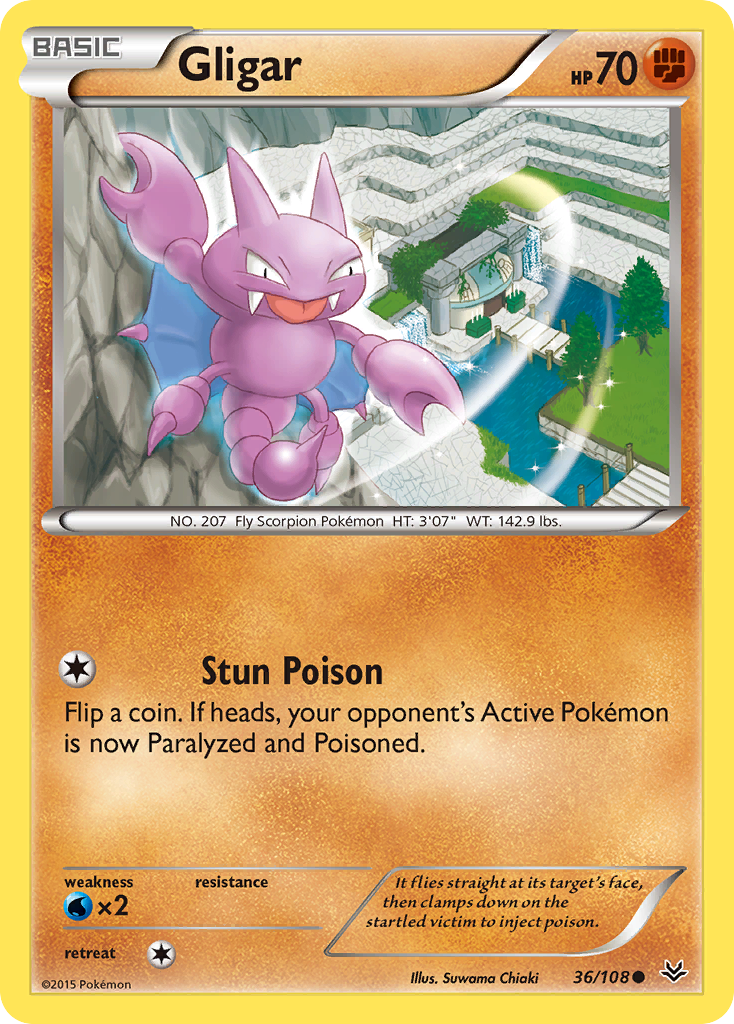 BASIC
Gligar
HP 70
NO. 207 Fly Scorpion Pokémon HT: 3'07" WT: 142.9 lbs.
Stun Poison
Flip a coin. If heads, your opponent's Active Pokémon
is now Paralyzed and Poisoned.
weakness
resistance
×2
It flies straight at its target's face,
then clamps down on the
startled victim to inject poison.
retreat
©2015 Pokémon
Illus. Suwama Chiaki
36/108